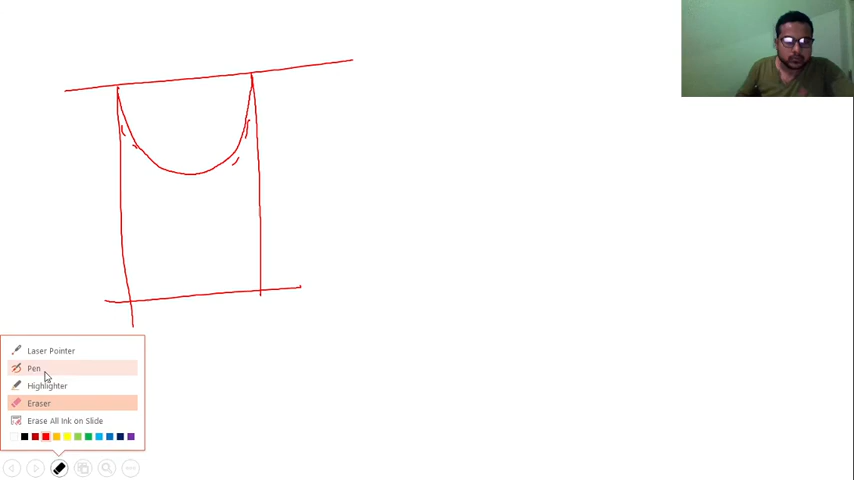 Laser Pointer
Pen
Highlighter
Eraser
Erase All Ink on Slide